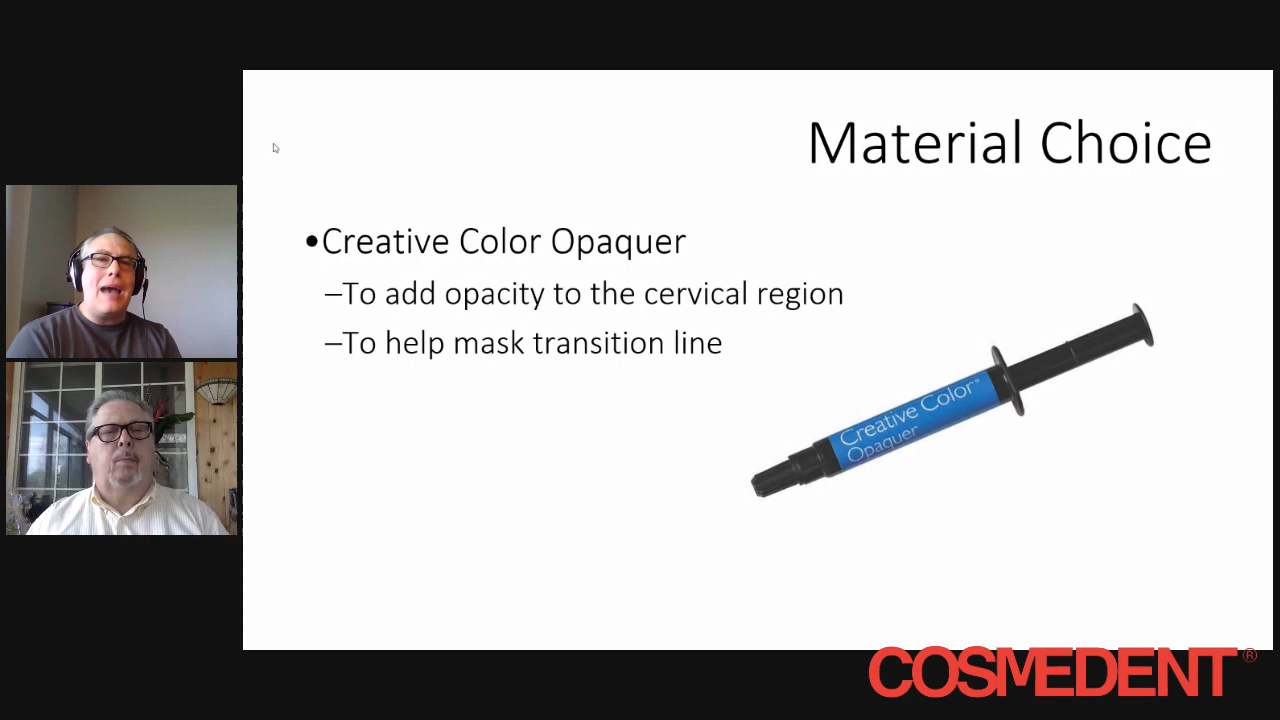 Material Choice
•Creative Color Opaquer
–To add opacity to the cervical region
–To help mask transition line
Creative Color™
Opaquer
COSMEDENT®